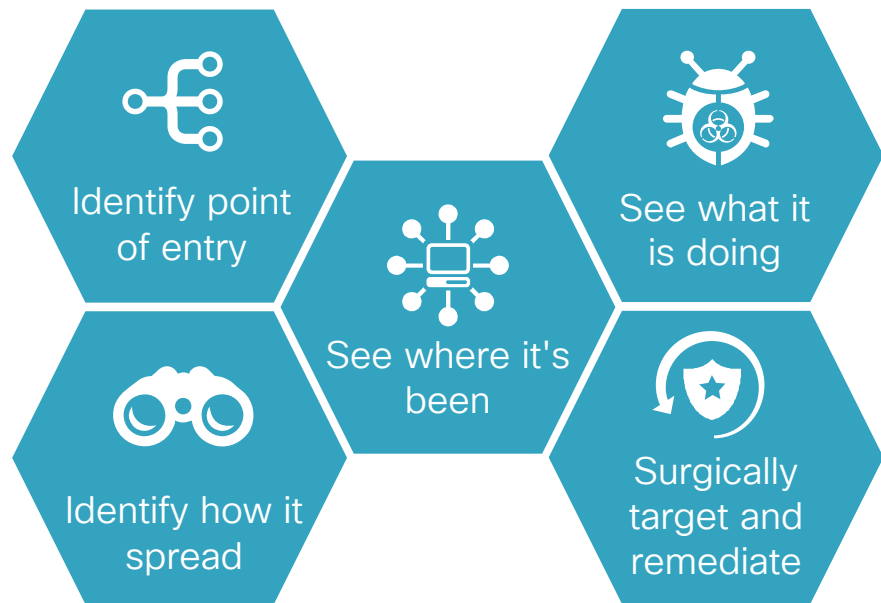 Identify point
of entry
See what it
is doing
See where it's
been
Identify how it
spread
Surgically
target and
remediate